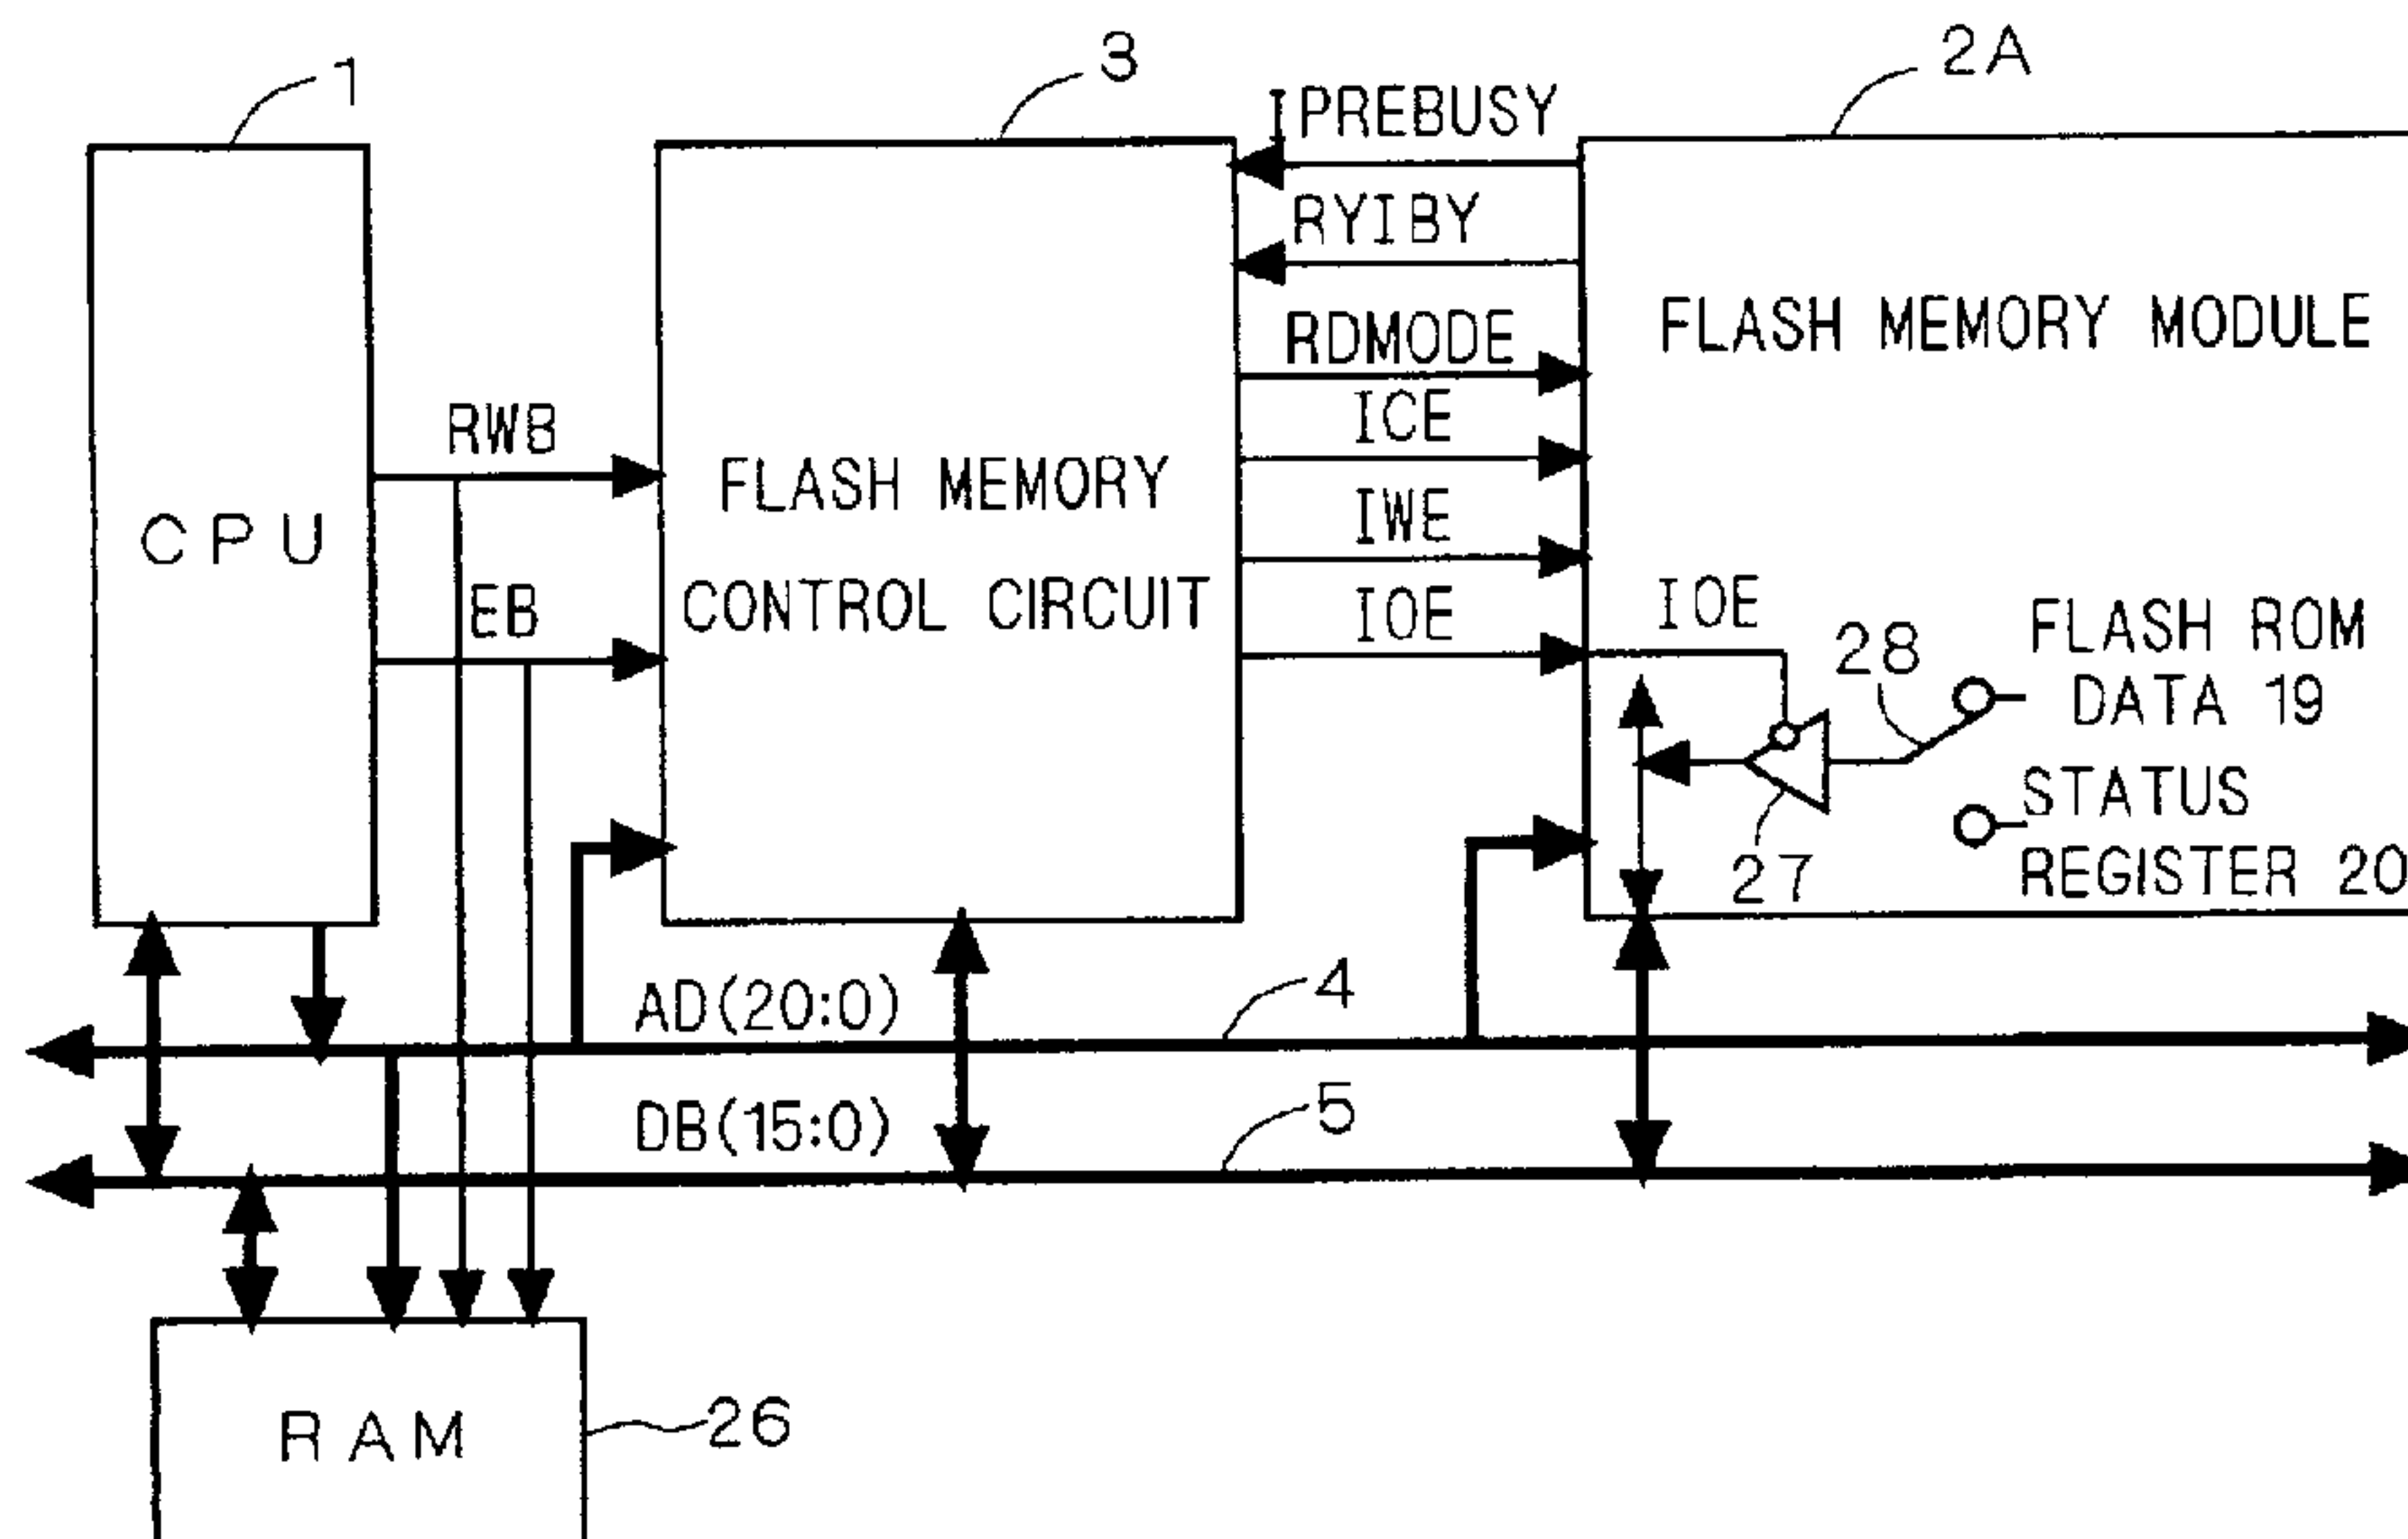 1
3
2A
IPREBUSY
RYIBY
RDMODE
ICE
IWE
IOE
RWB
EB
CPU
FLASH MEMORY
CONTROL CIRCUIT
FLASH MEMORY MODULE
IOE
28
FLASH ROM
DATA 19
STATUS
REGISTER 20
27
AD(20:0)
4
DB(15:0)
5
RAM
26